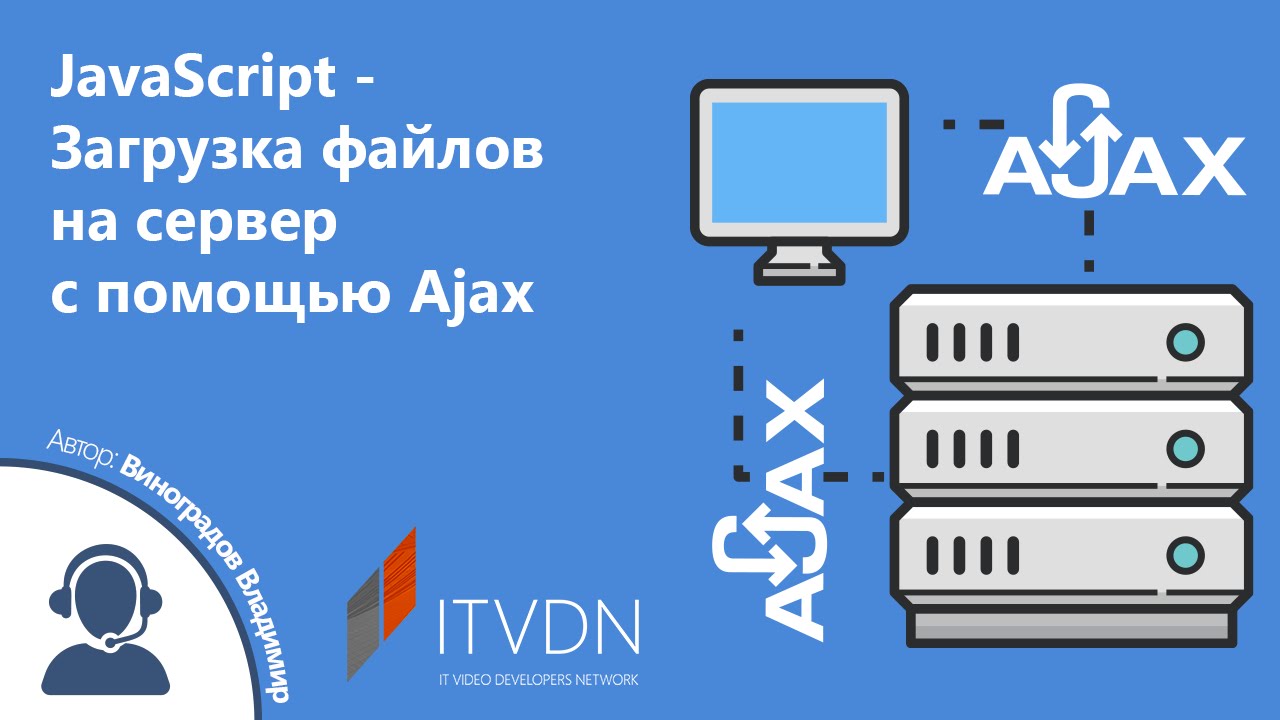 JavaScript -
Загрузка файлов
на сервер
с помощью Ajax
AJAX
AJAX
Автор: Виноградов Владимир
ITVDN
IT VIDEO DEVELOPERS NETWORK